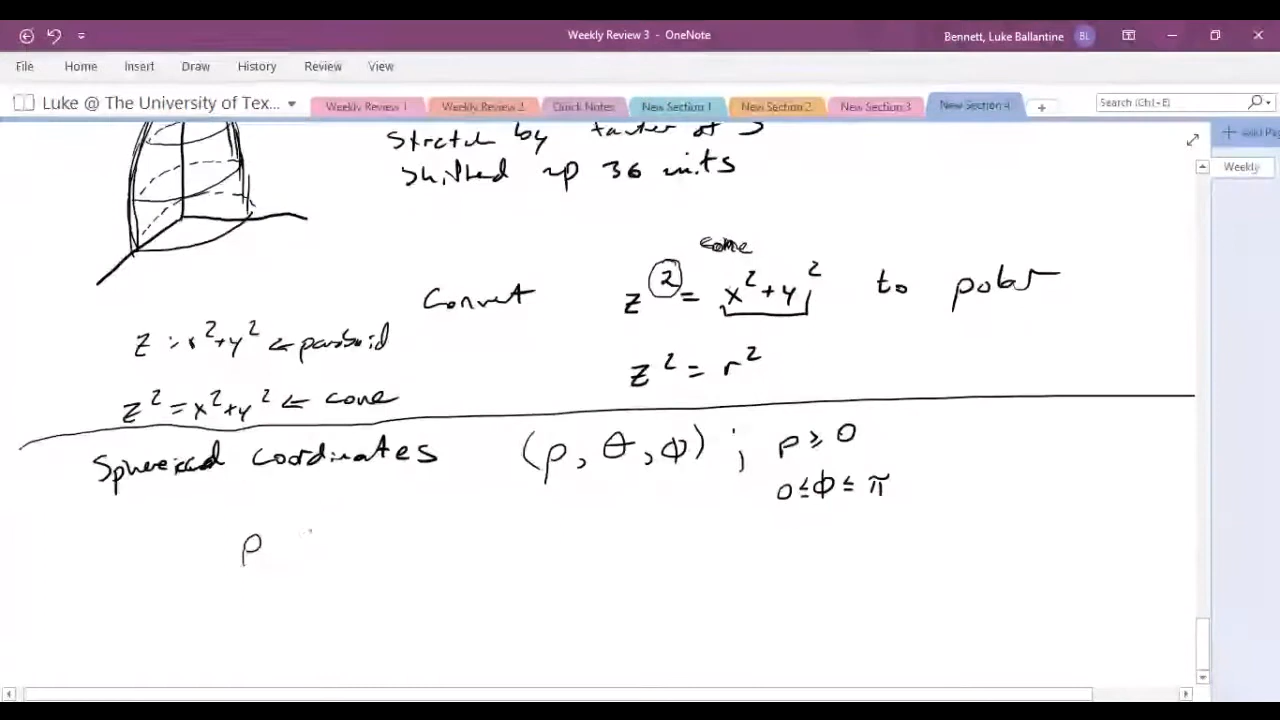 Weekly Review 3 - OneNote
Bennett, Luke Ballantine BL
File Home Insert Draw History Review View
Luke @ The University of Tex... Weekly Review 1 Weekly Review 2 Quick Notes New Section 1 New Section 2 New Section 3 New Section 4 + Search (Ctrl+E)
Add Pag
Weekly
Stretch by factor of 3
shifted up 36 units
cone
Convert z² = x²+y² to polar
z = x²+y² ← paraboloid
z² = r²
z² = x²+y² ← cone
Spherical coordinates (ρ, θ, φ) ; ρ ≥ 0
0 ≤ φ ≤ π
ρ